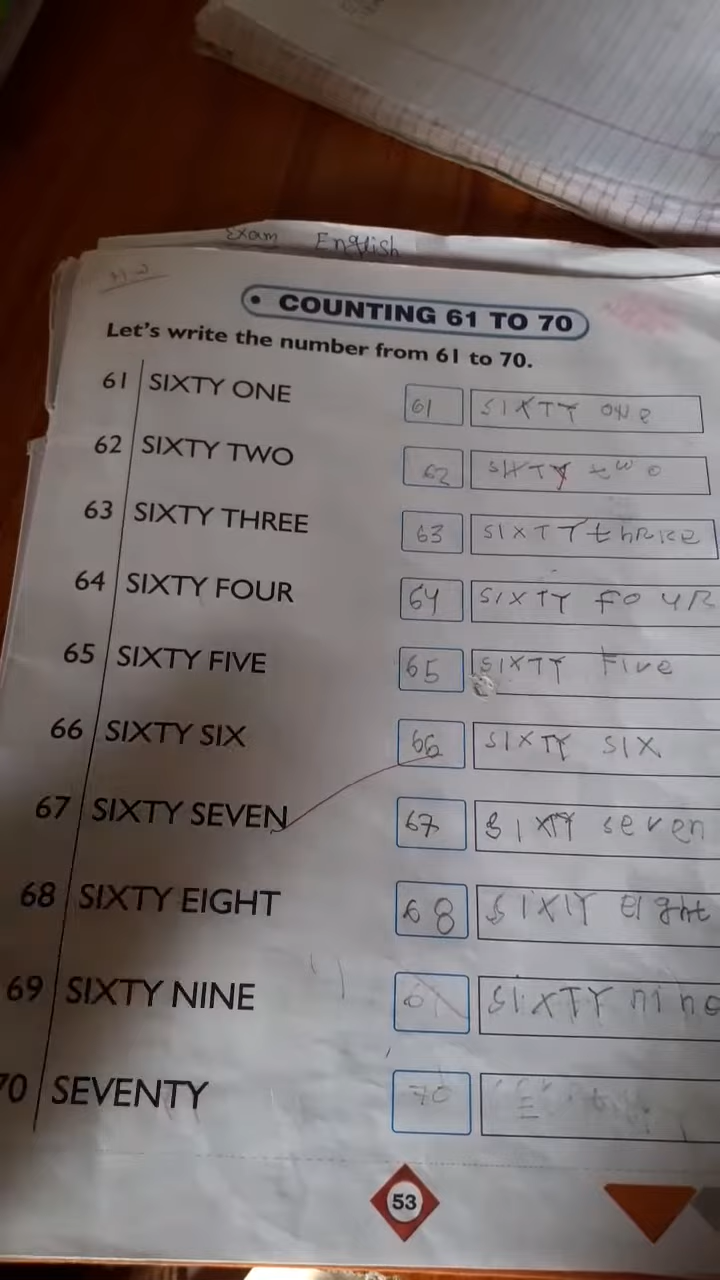 Exam English
• COUNTING 61 TO 70
Let's write the number from 61 to 70.
61 SIXTY ONE 61 SIXTY ONe
62 SIXTY TWO 62 SIXTY two
63 SIXTY THREE 63 SIXTY
64 SIXTY FOUR 64 SIXTY FOUR
65 SIXTY FIVE 65 SIXTY Five
66 SIXTY SIX 66 SIXTY SIX
67 SIXTY SEVEN 67 SIXTY seven
68 SIXTY EIGHT 68 EIght
69 SIXTY NINE SiXTY nine
70 SEVENTY 70
53